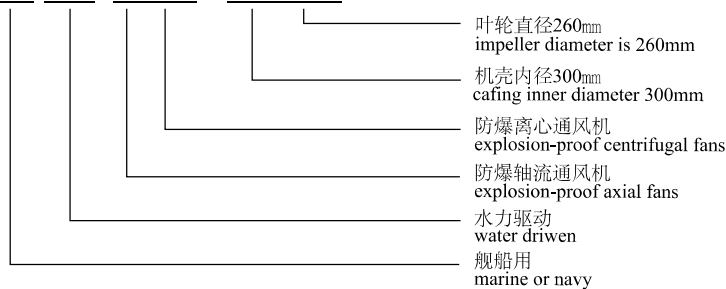 叶轮直径260㎜
impeller diameter is 260mm
机壳内径300㎜
cafing inner diameter 300mm
防爆离心通风机
explosion-proof centrifugal fans
防爆轴流通风机
explosion-proof axial fans
水力驱动
water driwen
舰船用
marine or navy